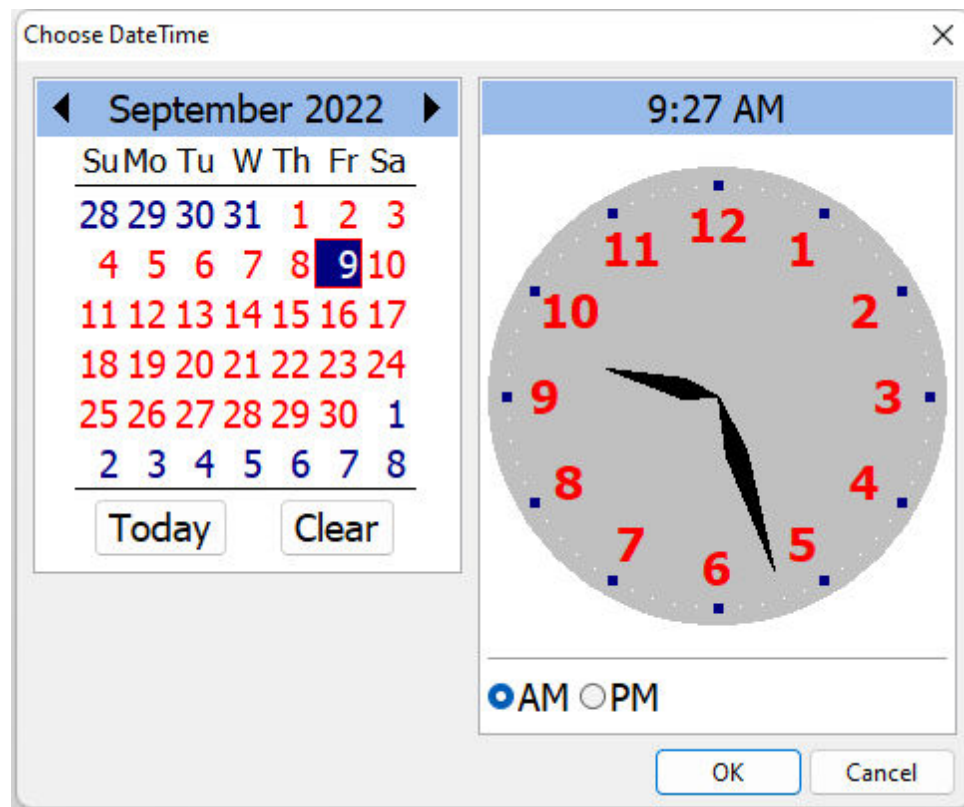 Choose DateTime
September 2022
Su Mo Tu W Th Fr Sa
28 29 30 31 1 2 3
4 5 6 7 8 9 10
11 12 13 14 15 16 17
18 19 20 21 22 23 24
25 26 27 28 29 30 1
2 3 4 5 6 7 8
Today Clear
9:27 AM
12
11 1
10 2
9 3
8 4
7 5
6
AM PM
OK Cancel